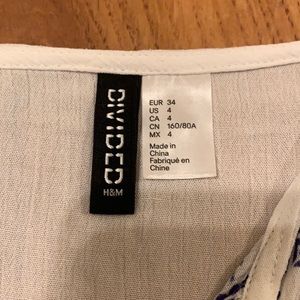 DIVIDED
H&M
EUR 34
US 4
CA 4
CN 160/80A
MX 4
Made in
China
Fabriqué en
Chine